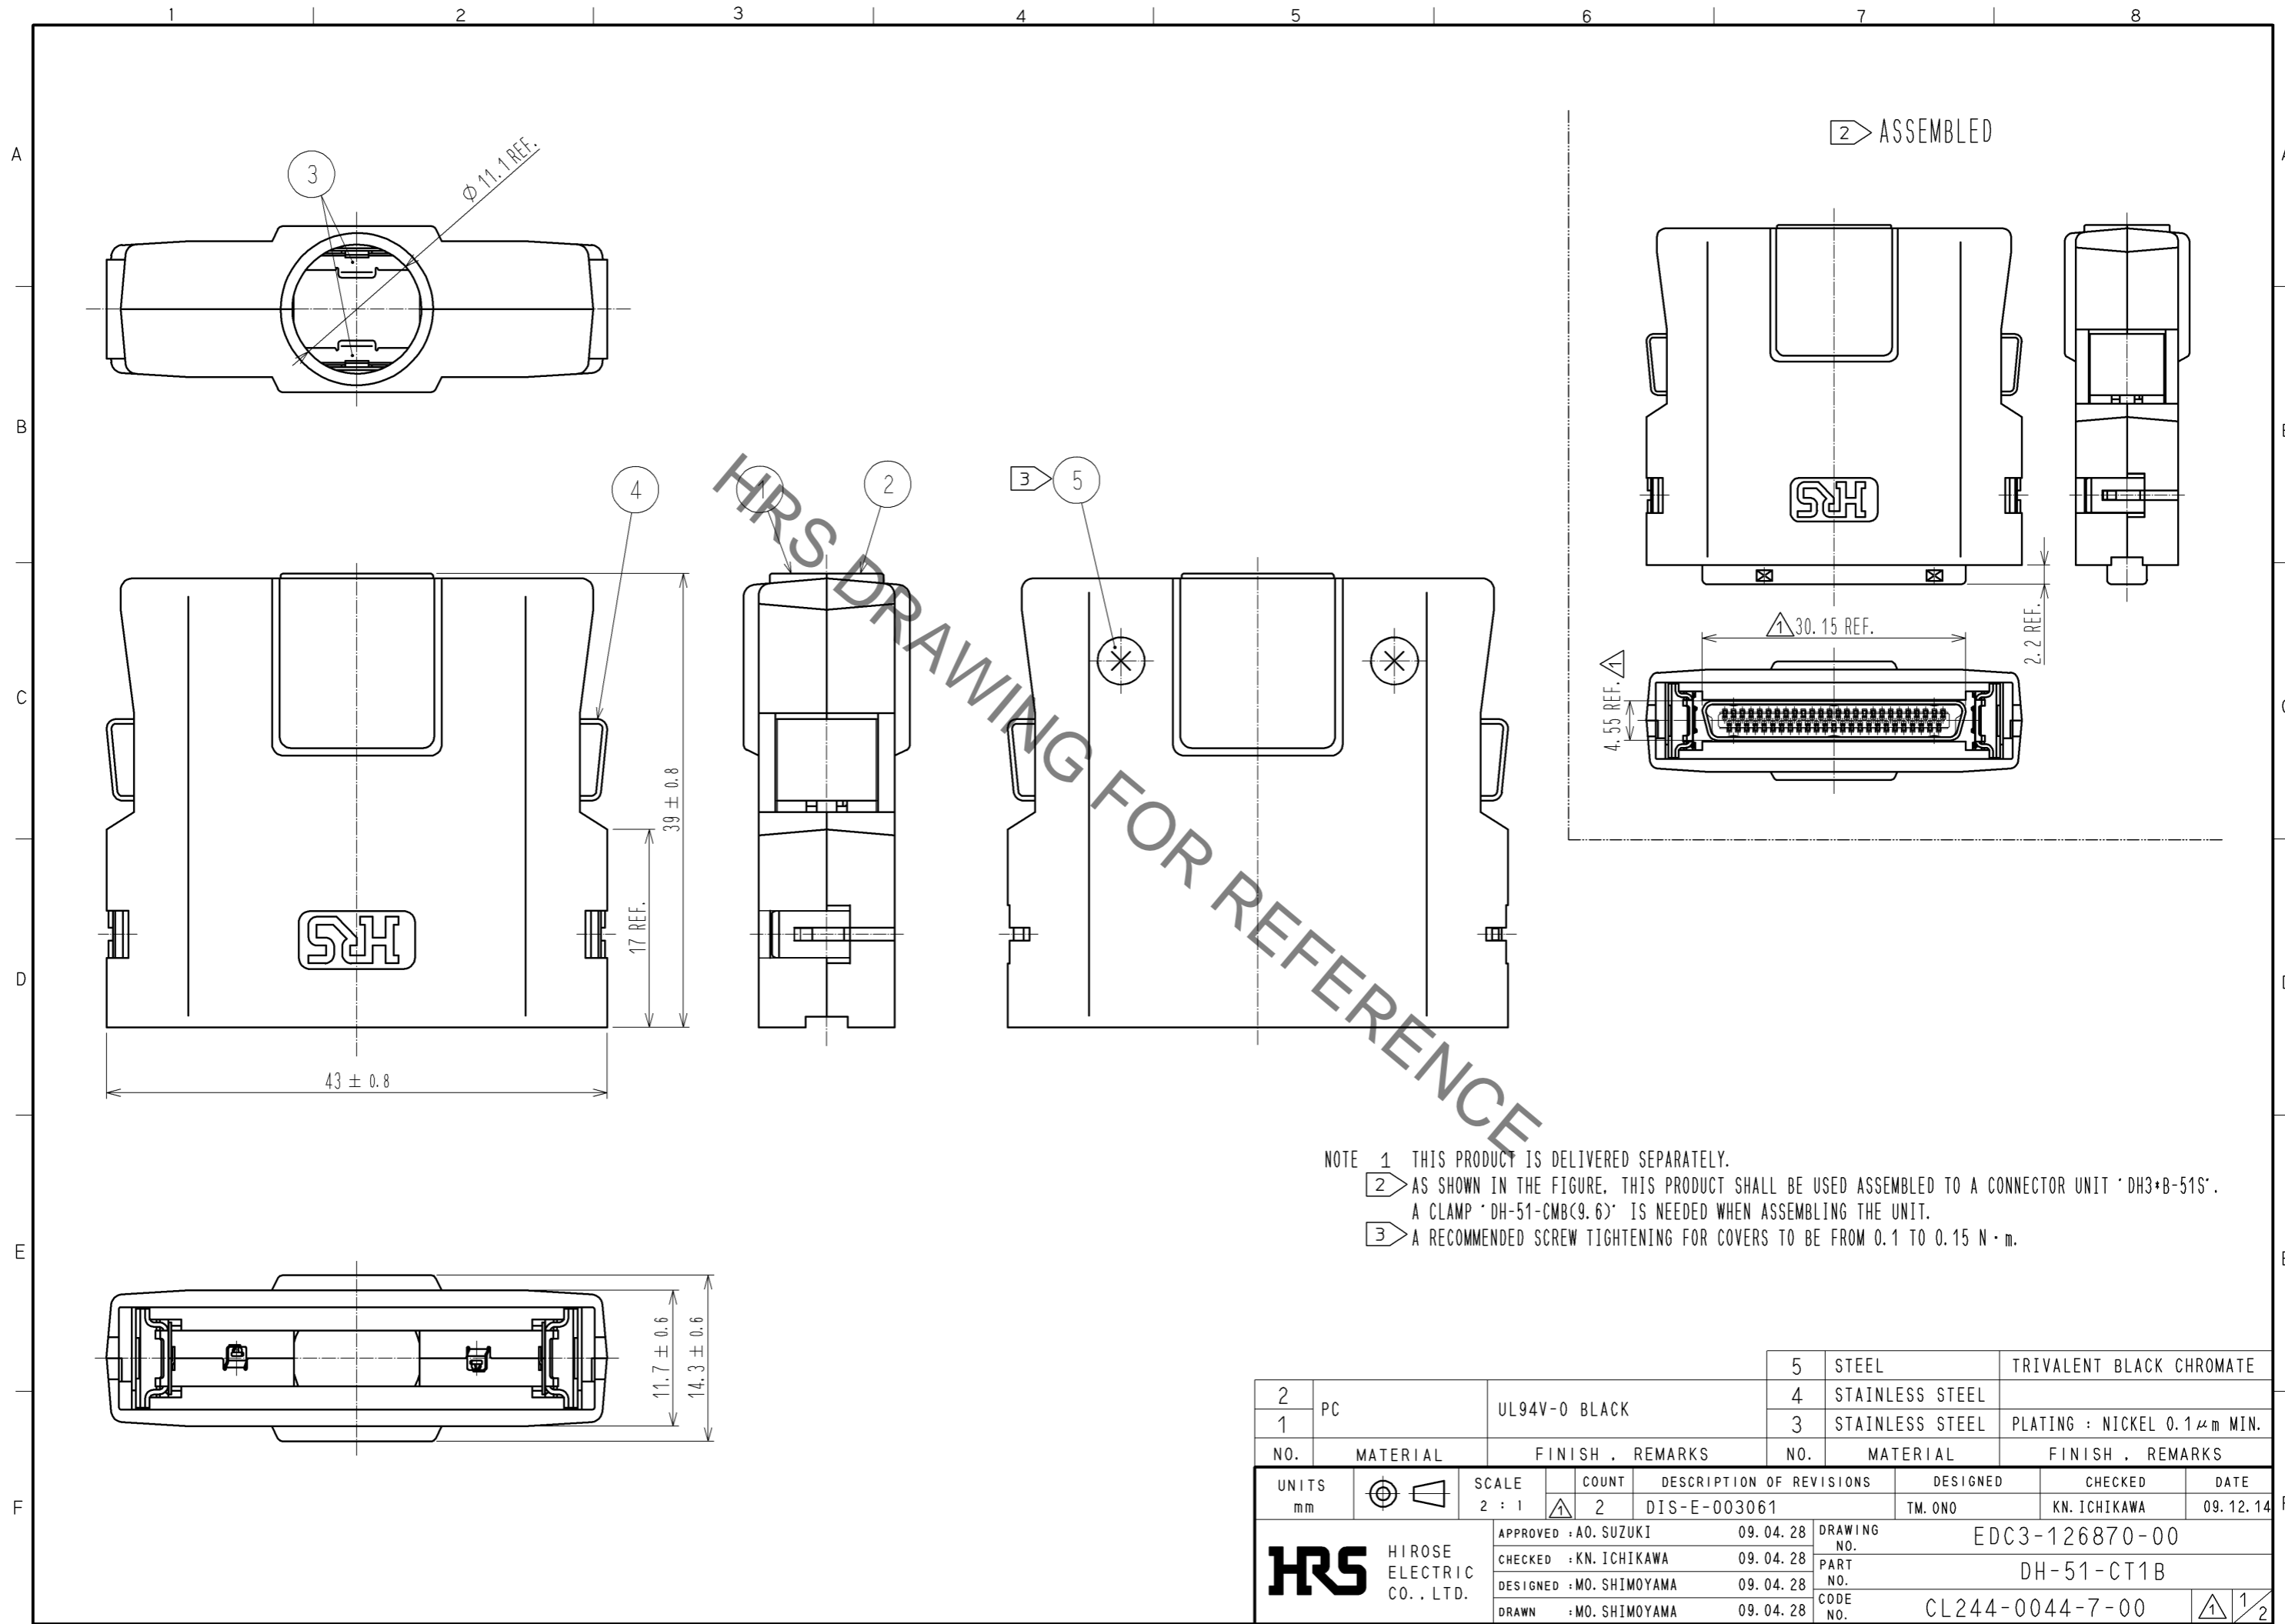 1 2 3 4 5 6 7 8
A
B
C
D
E
F
2 ASSEMBLED
3
Φ 11.1 REF.
4
1
2
3 5
HRS
HRS
39 ± 0.8
17 REF.
43 ± 0.8
1 30.15 REF.
2.2 REF.
4.55 REF. 1
11.7 ± 0.6
14.3 ± 0.6
HRS DRAWING FOR REFERENCE
NOTE 1 THIS PRODUCT IS DELIVERED SEPARATELY.
2 AS SHOWN IN THE FIGURE, THIS PRODUCT SHALL BE USED ASSEMBLED TO A CONNECTOR UNIT "DH3*B-51S".
A CLAMP "DH-51-CMB(9.6)" IS NEEDED WHEN ASSEMBLING THE UNIT.
3 A RECOMMENDED SCREW TIGHTENING FOR COVERS TO BE FROM 0.1 TO 0.15 N・m.
5 STEEL TRIVALENT BLACK CHROMATE
2 PC UL94V-0 BLACK 4 STAINLESS STEEL
1 3 STAINLESS STEEL PLATING : NICKEL 0.1μm MIN.
NO. MATERIAL FINISH , REMARKS NO. MATERIAL FINISH , REMARKS
UNITS mm SCALE 2 : 1 COUNT DESCRIPTION OF REVISIONS DESIGNED CHECKED DATE
1 2 DIS-E-003061 TM. ONO KN. ICHIKAWA 09.12.14
HRS HIROSE ELECTRIC CO., LTD.
APPROVED : AO. SUZUKI 09.04.28 DRAWING NO. EDC3-126870-00
CHECKED : KN. ICHIKAWA 09.04.28 PART NO. DH-51-CT1B
DESIGNED : MO. SHIMOYAMA 09.04.28
DRAWN : MO. SHIMOYAMA 09.04.28 CODE NO. CL244-0044-7-00 1 1/2